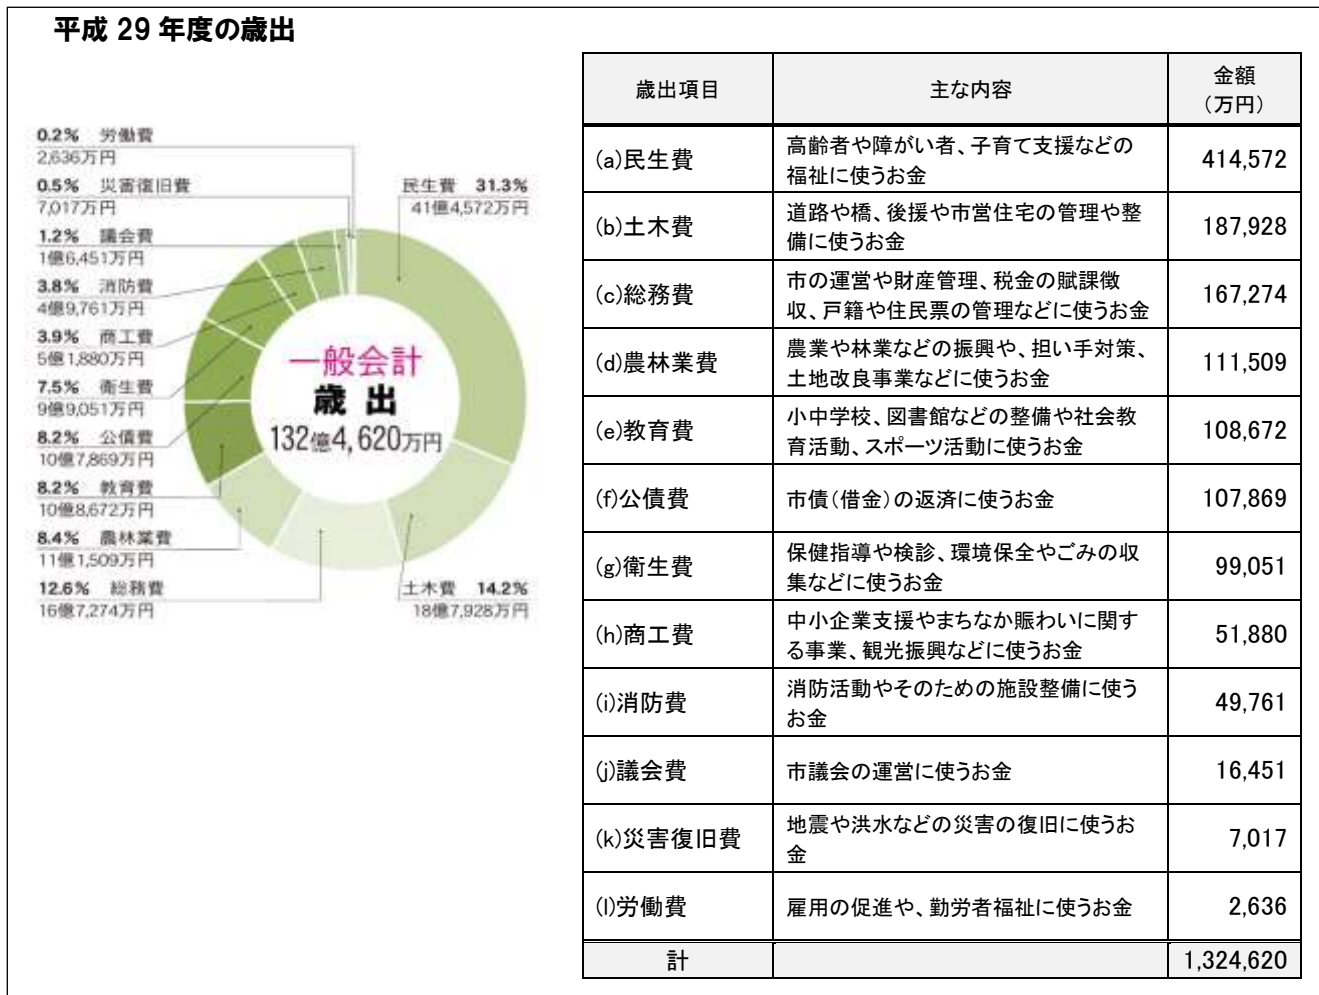 平成 29 年度の歳出
0.2% 労働費
2,636万円
0.5% 災害復旧費
7,017万円
1.2% 議会費
1億6,451万円
3.8% 消防費
4億9,761万円
3.9% 商工費
5億1,880万円
7.5% 衛生費
9億9,051万円
8.2% 公債費
10億7,869万円
8.2% 教育費
10億8,672万円
8.4% 農林業費
11億1,509万円
12.6% 総務費
16億7,274万円
民生費 31.3%
41億4,572万円
一般会計
歳 出
132億4,620万円
土木費 14.2%
18億7,928万円
歳出項目 主な内容 金額
(万円)
(a)民生費 高齢者や障がい者、子育て支援などの
福祉に使うお金 414,572
(b)土木費 道路や橋、後援や市営住宅の管理や整
備に使うお金 187,928
(c)総務費 市の運営や財産管理、税金の賦課徴
収、戸籍や住民票の管理などに使うお金 167,274
(d)農林業費 農業や林業などの振興や、担い手対策、
土地改良事業などに使うお金 111,509
(e)教育費 小中学校、図書館などの整備や社会教
育活動、スポーツ活動に使うお金 108,672
(f)公債費 市債(借金)の返済に使うお金 107,869
(g)衛生費 保健指導や検診、環境保全やごみの収
集などに使うお金 99,051
(h)商工費 中小企業支援やまちなか賑わいに関す
る事業、観光振興などに使うお金 51,880
(i)消防費 消防活動やそのための施設整備に使う
お金 49,761
(j)議会費 市議会の運営に使うお金 16,451
(k)災害復旧費 地震や洪水などの災害の復旧に使うお
金 7,017
(l)労働費 雇用の促進や、勤労者福祉に使うお金 2,636
計 1,324,620